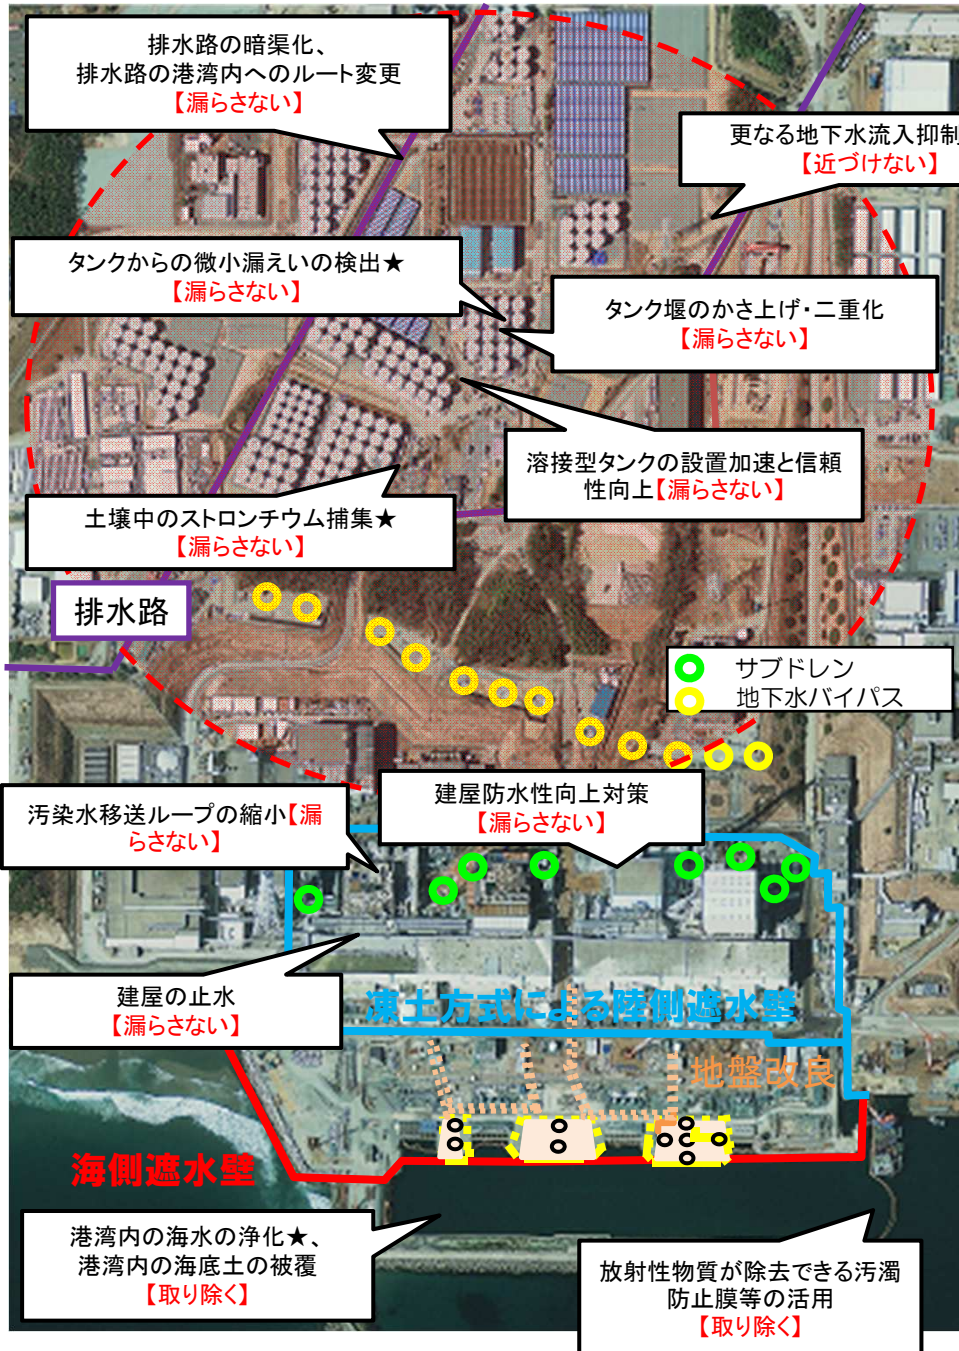 排水路の暗渠化、
排水路の港湾内へのルート変更
【漏らさない】
更なる地下水流入抑制
【近づけない】
タンクからの微小漏えいの検出★
【漏らさない】
タンク堰のかさ上げ・二重化
【漏らさない】
溶接型タンクの設置加速と信頼
性向上【漏らさない】
土壌中のストロンチウム捕集★
【漏らさない】
排水路
サブドレン
地下水バイパス
建屋防水性向上対策
【漏らさない】
汚染水移送ループの縮小【漏
らさない】
建屋の止水
【漏らさない】
凍土方式による陸側遮水壁
地盤改良
海側遮水壁
港湾内の海水の浄化★、
港湾内の海底土の被覆
【取り除く】
放射性物質が除去できる汚濁
防止膜等の活用
【取り除く】